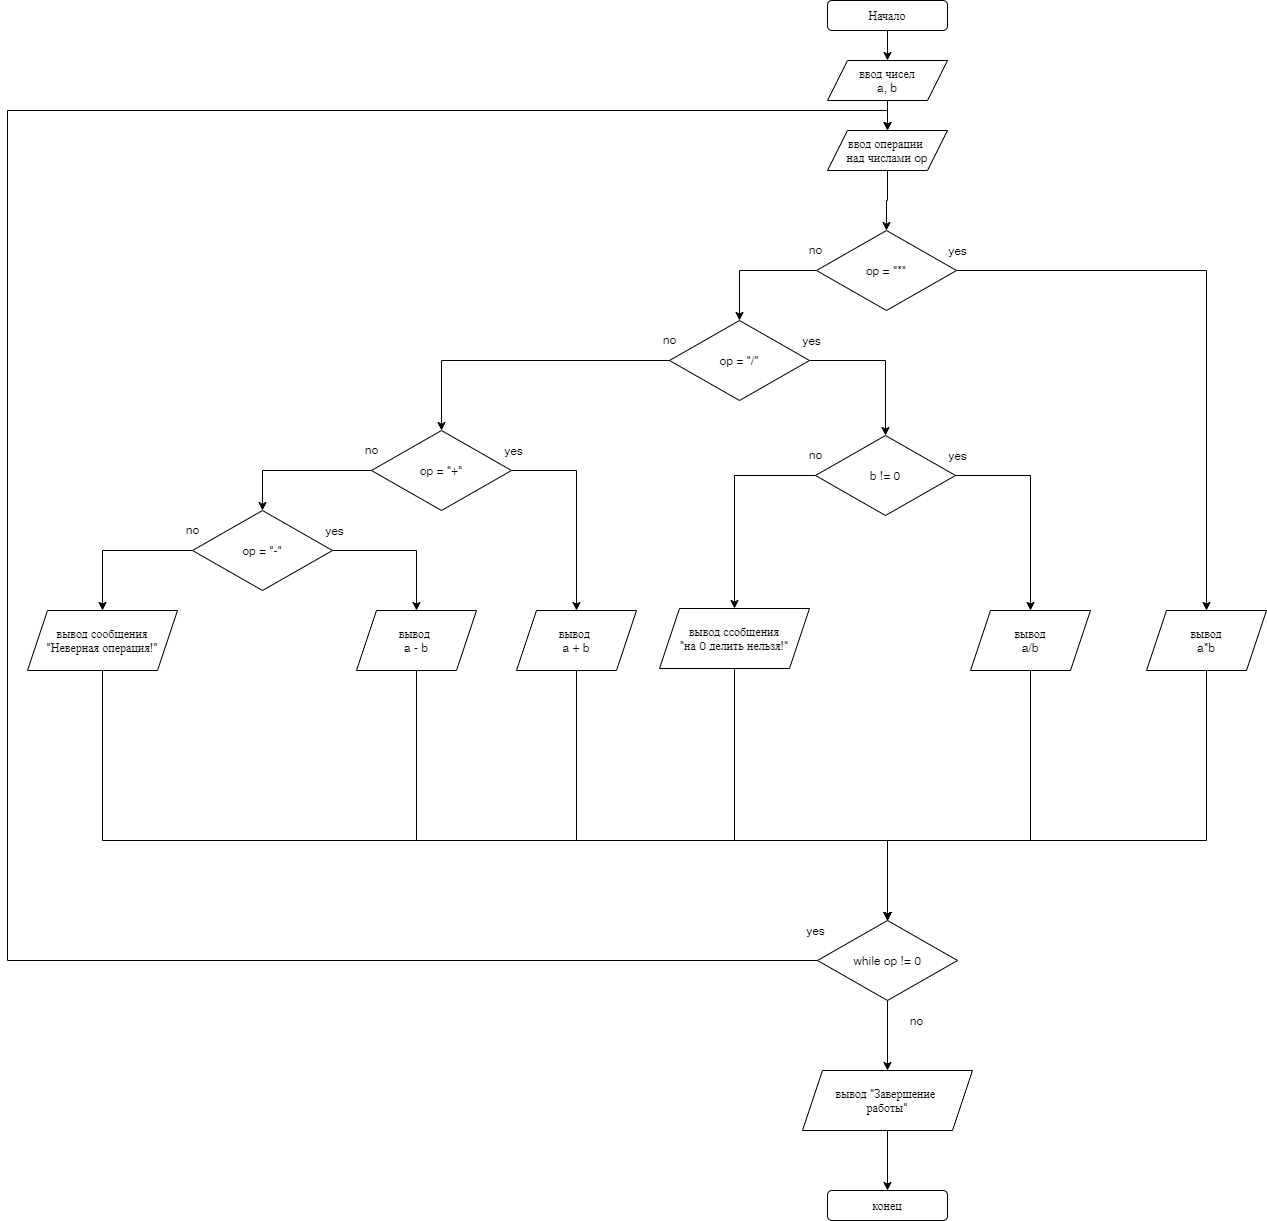 Начало
ввод чисел
a, b
ввод операции
над числами op
no
yes
op = "*"
no
yes
op = "/"
no
yes
op = "+"
no
yes
b != 0
no
yes
op = "-"
вывод сообщения
"Неверная операция!"
вывод
a - b
вывод
a + b
вывод ссобщения
"на 0 делить нельзя!"
вывод
a/b
вывод
a*b
yes
while op != 0
no
вывод "Завершение
работы"
конец